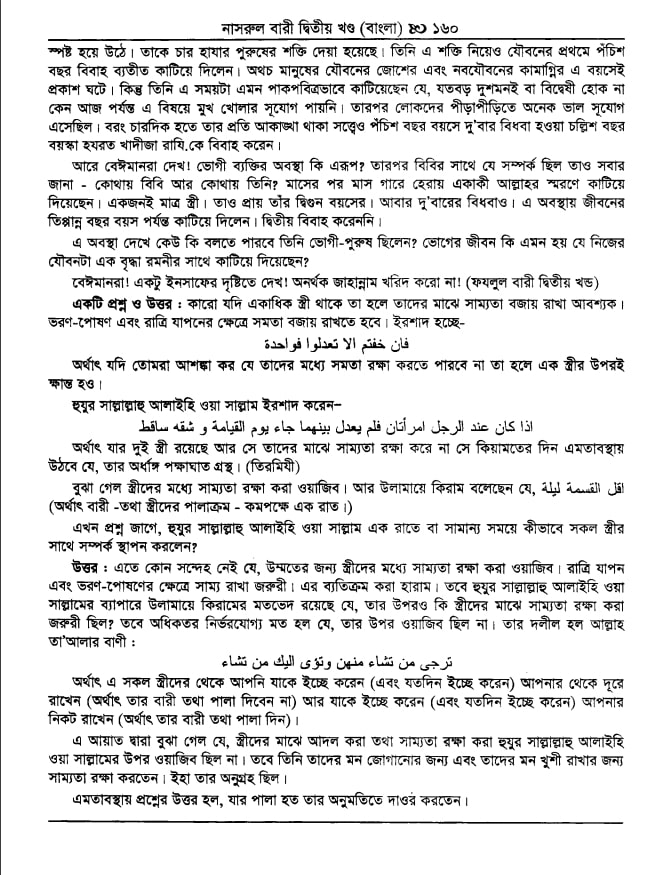 নাসরুল বারী দ্বিতীয় খণ্ড (বাংলা) ১৬০
স্পষ্ট হয়ে উঠে। তাকে চার হাযার পুরুষের শক্তি দেয়া হয়েছে। তিনি এ শক্তি নিয়েও যৌবনের প্রথমে পঁচিশ
বছর বিবাহ ব্যতীত কাটিয়ে দিলেন। অথচ মানুষের যৌবনের জোশের এবং নবযৌবনের কামাগ্নির এ বয়সেই
প্রকাশ ঘটে। কিন্তু তিনি এ সময়টা এমন পাকপবিত্রভাবে কাটিয়েছেন যে, যতবড় দুশমনই বা বিদ্বেষী হোক না
কেন আজ পর্যন্ত এ বিষয়ে মুখ খোলার সুযোগ পায়নি। তারপর লোকদের পীড়াপীড়িতে অনেক ভাল সুযোগ
এসেছিল। বরং চারদিক হতে তার প্রতি আকাঙ্খা থাকা সত্ত্বেও পঁচিশ বছর বয়সে দু'বার বিধবা হওয়া চল্লিশ বছর
বয়স্কা হযরত খাদীজা রাযি.কে বিবাহ করেন।
আরে বেঈমানরা দেখ! ভোগী ব্যক্তির অবস্থা কি এরূপ? তারপর বিবির সাথে যে সম্পর্ক ছিল তাও সবার
জানা - কোথায় বিবি আর কোথায় তিনি? মাসের পর মাস গারে হেরায় একাকী আল্লাহর স্মরণে কাটিয়ে
দিয়েছেন। একজনই মাত্র স্ত্রী। তাও প্রায় তাঁর দ্বিগুন বয়সের। আবার দু'বারের বিধবাও। এ অবস্থায় জীবনের
তিপ্পান্ন বছর বয়স পর্যন্ত কাটিয়ে দিলেন। দ্বিতীয় বিবাহ করেননি।
এ অবস্থা দেখে কেউ কি বলতে পারবে তিনি ভোগী-পুরুষ ছিলেন? ভোগের জীবন কি এমন হয় যে নিজের
যৌবনটা এক বৃদ্ধা রমনীর সাথে কাটিয়ে দিয়েছেন?
বেঈমানরা! একটু ইনসাফের দৃষ্টিতে দেখ! অনর্থক জাহান্নাম খরিদ করো না! (ফযলুল বারী দ্বিতীয় খন্ড)
একটি প্রশ্ন ও উত্তর : কারো যদি একাধিক স্ত্রী থাকে তা হলে তাদের মাঝে সাম্যতা বজায় রাখা আবশ্যক।
ভরণ-পোষণ এবং রাত্রি যাপনের ক্ষেত্রে সমতা বজায় রাখতে হবে। ইরশাদ হচ্ছে-
فان خفتم الا تعدلوا فواحدة
অর্থাৎ যদি তোমরা আশঙ্কা কর যে তাদের মধ্যে সমতা রক্ষা করতে পারবে না তা হলে এক স্ত্রীর উপরই
ক্ষান্ত হও।
হুযুর সাল্লাল্লাহু আলাইহি ওয়া সাল্লাম ইরশাদ করেন–
اذا كان عند الرجل امرأتان فلم يعدل بينهما جاء يوم القيامة و شقه ساقط
অর্থাৎ যার দুই স্ত্রী রয়েছে আর সে তাদের মাঝে সাম্যতা রক্ষা করে না সে কিয়ামতের দিন এমতাবস্থায়
উঠবে যে, তার অর্ধাঙ্গ পক্ষাঘাত গ্রস্থ। (তিরমিযী)
বুঝা গেল স্ত্রীদের মধ্যে সাম্যতা রক্ষা করা ওয়াজিব। আর উলামায়ে কিরাম বলেছেন যে, اقل القسمة ليلة
(অর্থাৎ বারী -তথা স্ত্রীদের পালাক্রম - কমপক্ষে এক রাত।)
এখন প্রশ্ন জাগে, হুযুর সাল্লাল্লাহু আলাইহি ওয়া সাল্লাম এক রাতে বা সামান্য সময়ে কীভাবে সকল স্ত্রীর
সাথে সম্পর্ক স্থাপন করলেন?
উত্তর : এতে কোন সন্দেহ নেই যে, উম্মতের জন্য স্ত্রীদের মধ্যে সাম্যতা রক্ষা করা ওয়াজিব। রাত্রি যাপন
এবং ভরণ-পোষণের ক্ষেত্রে সাম্য রাখা জরুরী। এর ব্যতিক্রম করা হারাম। তবে হুযুর সাল্লাল্লাহু আলাইহি ওয়া
সাল্লামের ব্যাপারে উলামায়ে কিরামের মতভেদ রয়েছে যে, তার উপরও কি স্ত্রীদের মাঝে সাম্যতা রক্ষা করা
জরুরী ছিল? তবে অধিকতর নির্ভরযোগ্য মত হল যে, তার উপর ওয়াজিব ছিল না। তার দলীল হল আল্লাহ
তা'আলার বাণী :
ترجى من تشاء منهن وتؤى اليك من تشاء
অর্থাৎ এ সকল স্ত্রীদের থেকে আপনি যাকে ইচ্ছে করেন (এবং যতদিন ইচ্ছে করেন) আপনার থেকে দূরে
রাখেন (অর্থাৎ তার বারী তথা পালা দিবেন না) আর যাকে ইচ্ছে করেন (এবং যতদিন ইচ্ছে করেন) আপনার
নিকট রাখেন (অর্থাৎ তার বারী তথা পালা দিন)।
এ আয়াত দ্বারা বুঝা গেল যে, স্ত্রীদের মাঝে আদল করা তথা সাম্যতা রক্ষা করা হুযুর সাল্লাল্লাহু আলাইহি
ওয়া সাল্লামের উপর ওয়াজিব ছিল না। তবে তিনি তাদের মন জোগানোর জন্য এবং তাদের মন খুশী রাখার জন্য
সাম্যতা রক্ষা করতেন। ইহা তার অনুগ্রহ ছিল।
এমতাবস্থায় প্রশ্নের উত্তর হল, যার পালা হত তার অনুমতিতে দাওর করতেন।